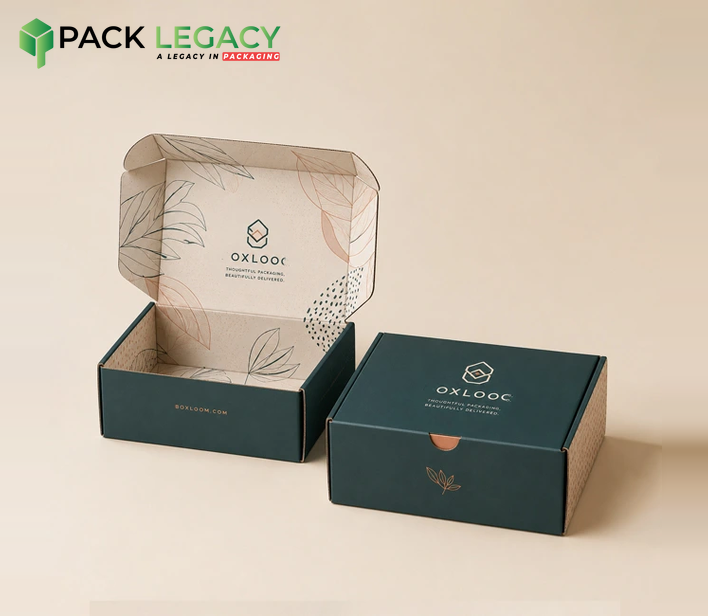 PACK LEGACY
A LEGACY IN PACKAGING
OXLOOC
THOUGHTFUL PACKAGING,
BEAUTIFULLY DELIVERED.
BOXLOOM.COM
OXLOOC
THOUGHTFUL PACKAGING,
BEAUTIFULLY DELIVERED.